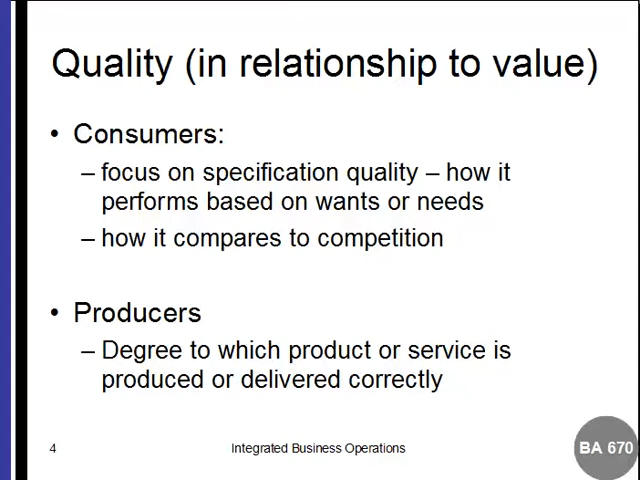 Quality (in relationship to value)
• Consumers:
– focus on specification quality – how it
performs based on wants or needs
– how it compares to competition
• Producers
– Degree to which product or service is
produced or delivered correctly
4
Integrated Business Operations
BA 670